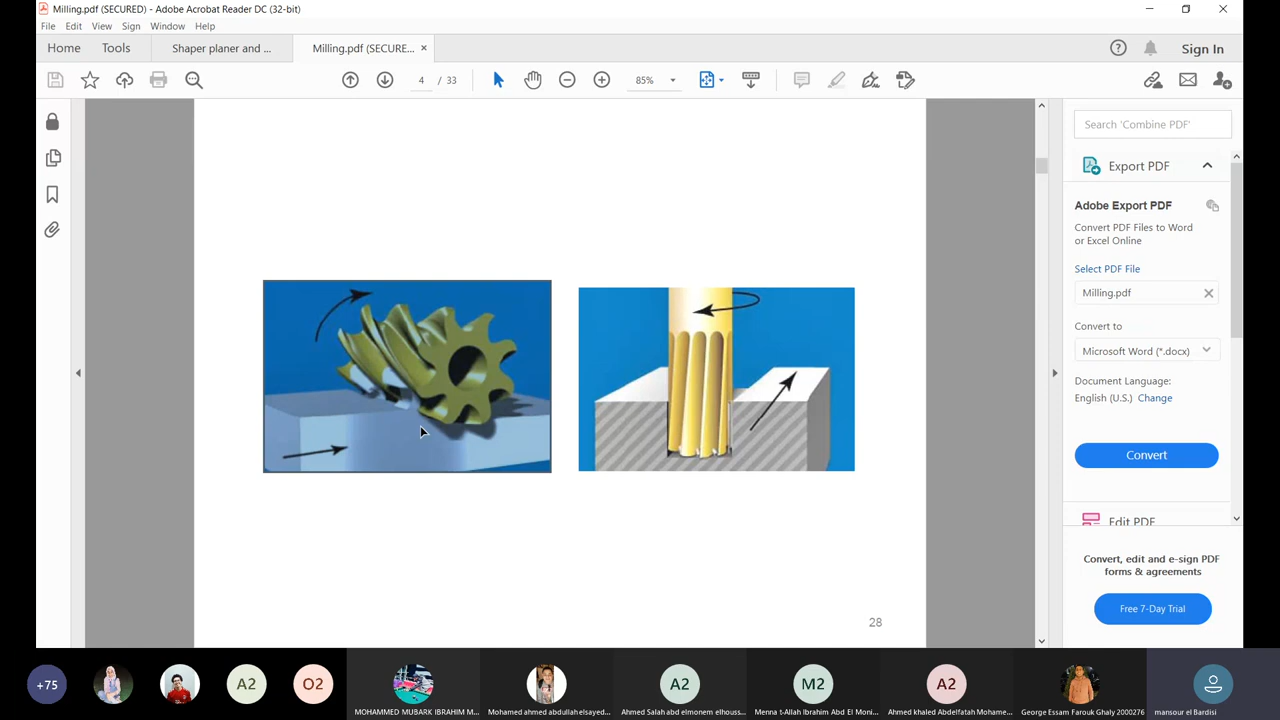 Milling.pdf (SECURED) - Adobe Acrobat Reader DC (32-bit)
File Edit View Sign Window Help
Home Tools Shaper planer and ... Milling.pdf (SECURE... × Sign In
4 / 33 85%
Search 'Combine PDF'
Export PDF
Adobe Export PDF
Convert PDF Files to Word
or Excel Online
Select PDF File
Milling.pdf
Convert to
Microsoft Word (*.docx)
Document Language:
English (U.S.) Change
Convert
Edit PDF
Convert, edit and e-sign PDF
forms & agreements
Free 7-Day Trial
28
+75 A2 O2 A2 M2 A2
MOHAMMED MUBARK IBRAHIM M... Mohamed ahmed abdullah elsayed... Ahmed Salah abd elmonem elhouss... Menna t-Allah Ibrahim Abd El Moni... Ahmed khaled Abdelfatah Mohame... George Essam Farouk Ghaly 2000276 mansour el Bardisi